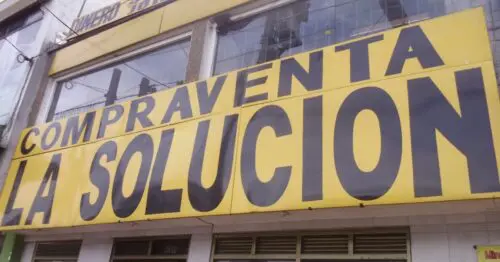 DINERO
COMPRAVENTA
LA SOLUCION